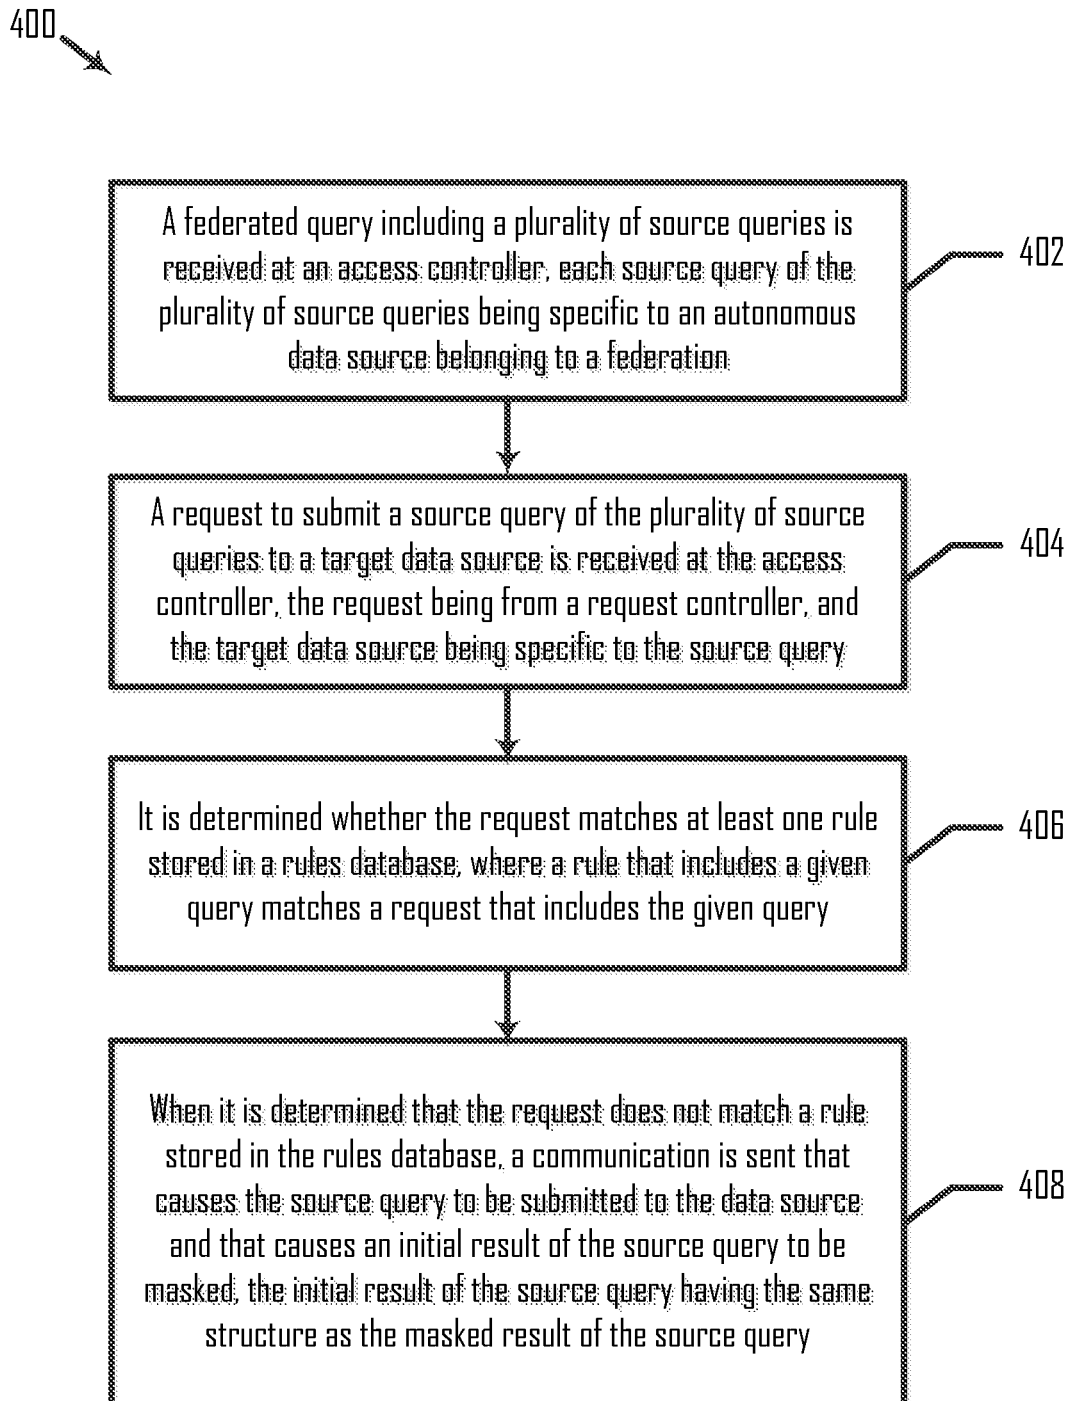 400
A federated query including a plurality of source queries is
received at an access controller, each source query of the
plurality of source queries being specific to an autonomous
data source belonging to a federation
402
A request to submit a source query of the plurality of source
queries to a target data source is received at the access
controller, the request being from a request controller, and
the target data source being specific to the source query
404
It is determined whether the request matches at least one rule
stored in a rules database, where a rule that includes a given
query matches a request that includes the given query
406
When it is determined that the request does not match a rule
stored in the rules database, a communication is sent that
causes the source query to be submitted to the data source
and that causes an initial result of the source query to be
masked, the initial result of the source query having the same
structure as the masked result of the source query
408